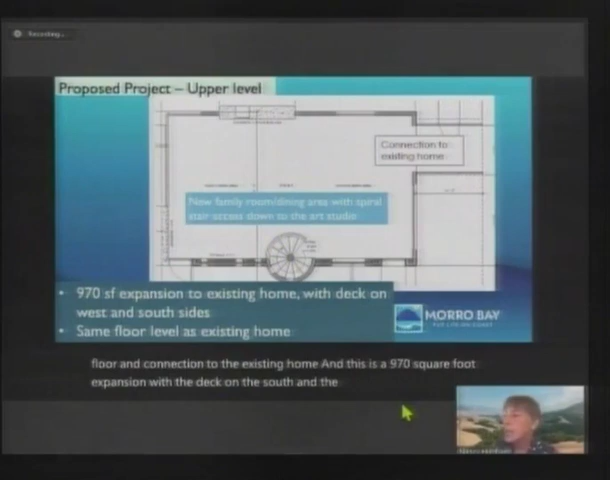 Recording...
Proposed Project – Upper level
Connection to
existing home
New family room/dining area with spiral
stair access down to the art studio
• 970 sf expansion to existing home, with deck on
west and south sides
• Same floor level as existing home
MORRO BAY
floor and connection to the existing home And this is a 970 square foot
expansion with the deck on the south and the